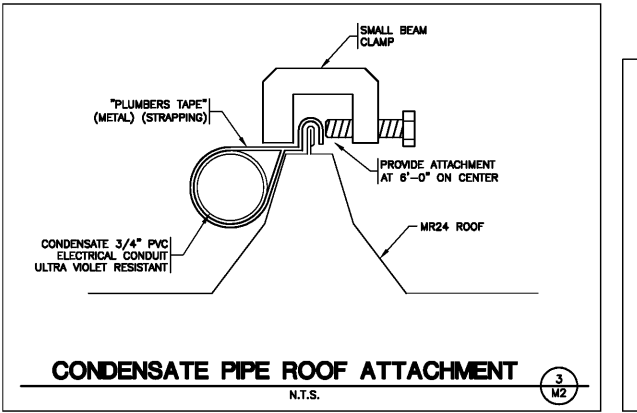 SMALL BEAM
CLAMP
"PLUMBERS TAPE"
(METAL) (STRAPPING)
PROVIDE ATTACHMENT
AT 6'-0" ON CENTER
MR24 ROOF
CONDENSATE 3/4" PVC
ELECTRICAL CONDUIT
ULTRA VIOLET RESISTANT
CONDENSATE PIPE ROOF ATTACHMENT
N.T.S.
3
M2